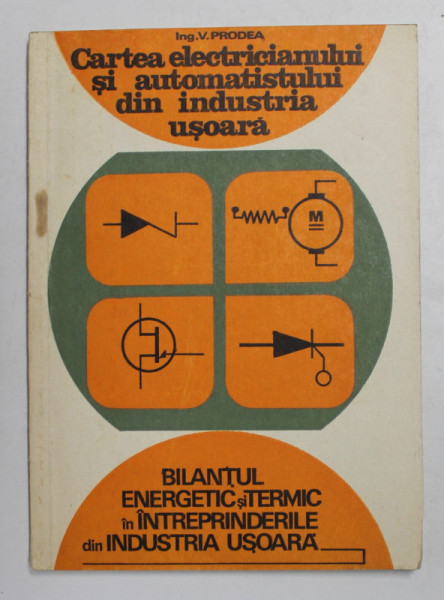 Ing. V. PRODEA
Cartea electricianului
și automatistului
din industria
ușoară
M
BILANȚUL
ENERGETIC și TERMIC
în ÎNTREPRINDERILE
din INDUSTRIA UȘOARĂ